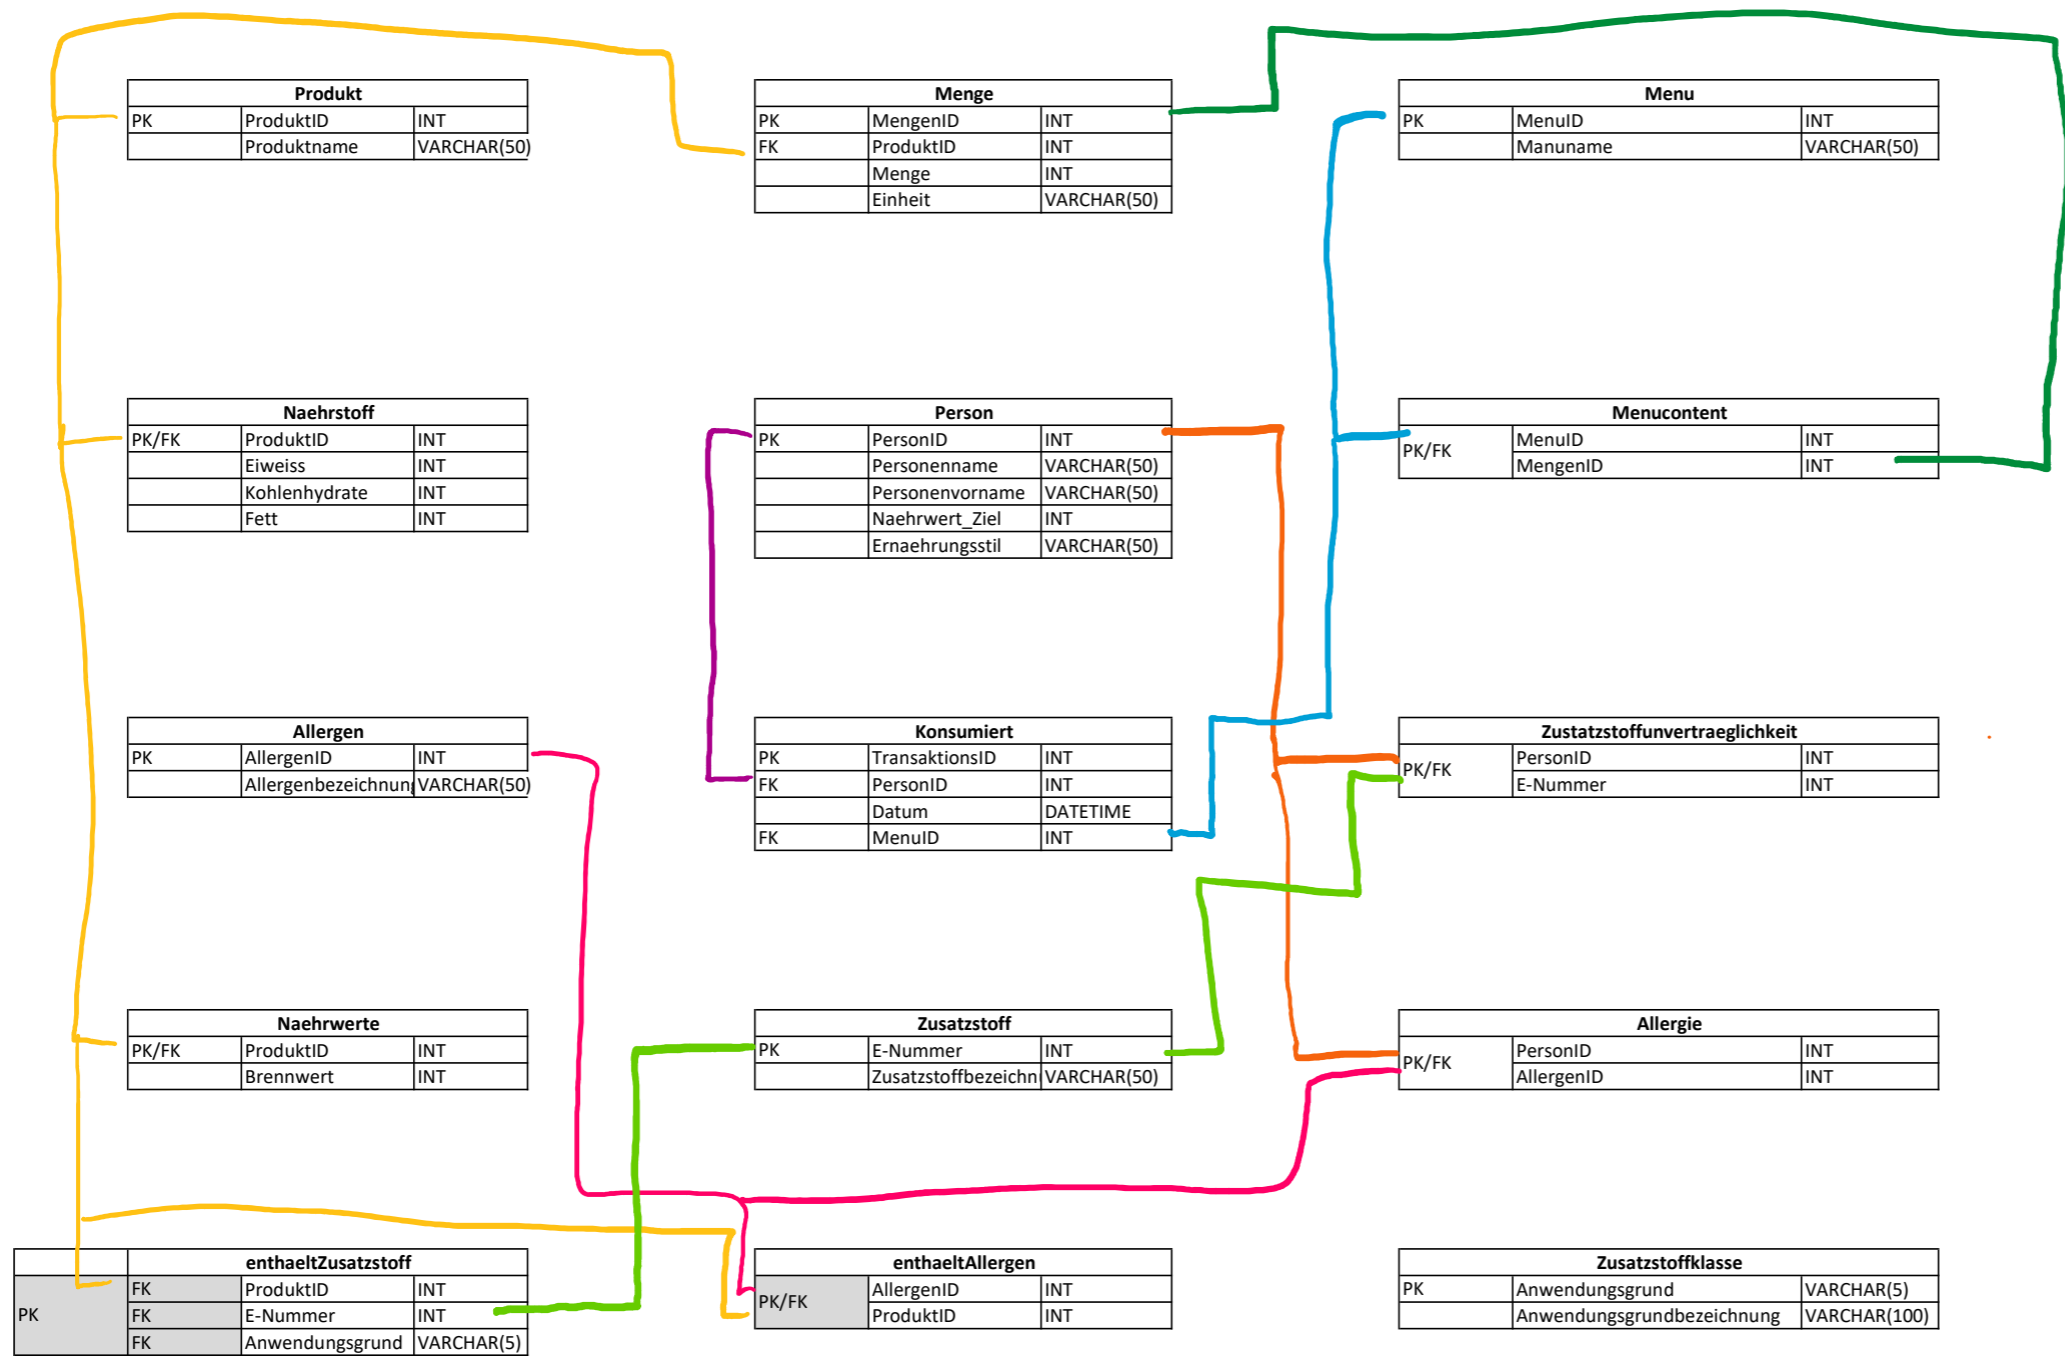 Produkt
PK ProduktID INT
Produktname VARCHAR(50)
Menge
PK MengenID INT
FK ProduktID INT
Menge INT
Einheit VARCHAR(50)
Menu
PK MenuID INT
Manuname VARCHAR(50)
Naehrstoff
PK/FK ProduktID INT
Eiweiss INT
Kohlenhydrate INT
Fett INT
Person
PK PersonID INT
Personenname VARCHAR(50)
Personenvorname VARCHAR(50)
Naehrwert_Ziel INT
Ernaehrungsstil VARCHAR(50)
Menucontent
PK/FK MenuID INT
MengenID INT
Allergen
PK AllergenID INT
Allergenbezeichnung VARCHAR(50)
Konsumiert
PK TransaktionsID INT
FK PersonID INT
Datum DATETIME
FK MenuID INT
Zustatzstoffunvertraeglichkeit
PK/FK PersonID INT
E-Nummer INT
Naehrwerte
PK/FK ProduktID INT
Brennwert INT
Zusatzstoff
PK E-Nummer INT
Zusatzstoffbezeichn VARCHAR(50)
Allergie
PK/FK PersonID INT
AllergenID INT
enthaeltZusatzstoff
PK FK ProduktID INT
FK E-Nummer INT
FK Anwendungsgrund VARCHAR(5)
enthaeltAllergen
PK/FK AllergenID INT
ProduktID INT
Zusatzstoffklasse
PK Anwendungsgrund VARCHAR(5)
Anwendungsgrundbezeichnung VARCHAR(100)